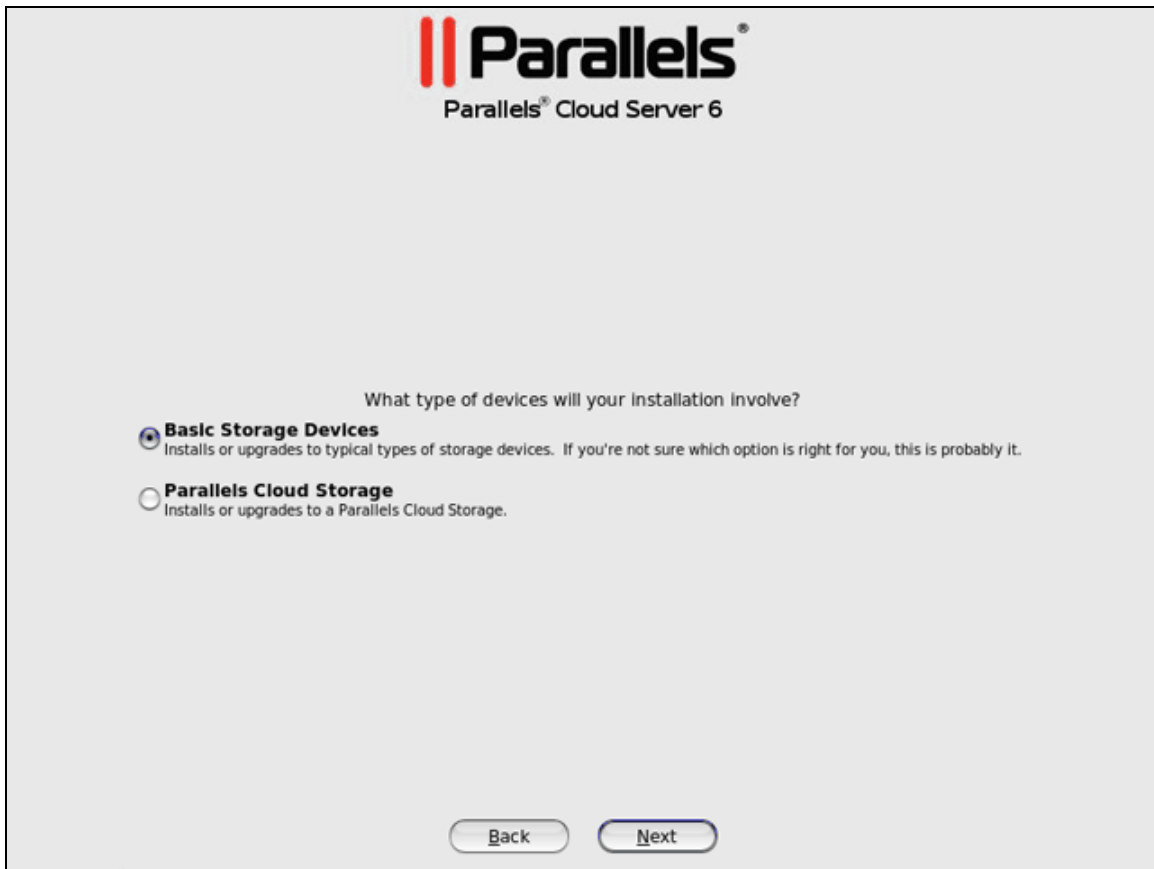 Parallels®
Parallels® Cloud Server 6
What type of devices will your installation involve?
Basic Storage Devices
Installs or upgrades to typical types of storage devices.  If you're not sure which option is right for you, this is probably it.
Parallels Cloud Storage
Installs or upgrades to a Parallels Cloud Storage.
Back Next